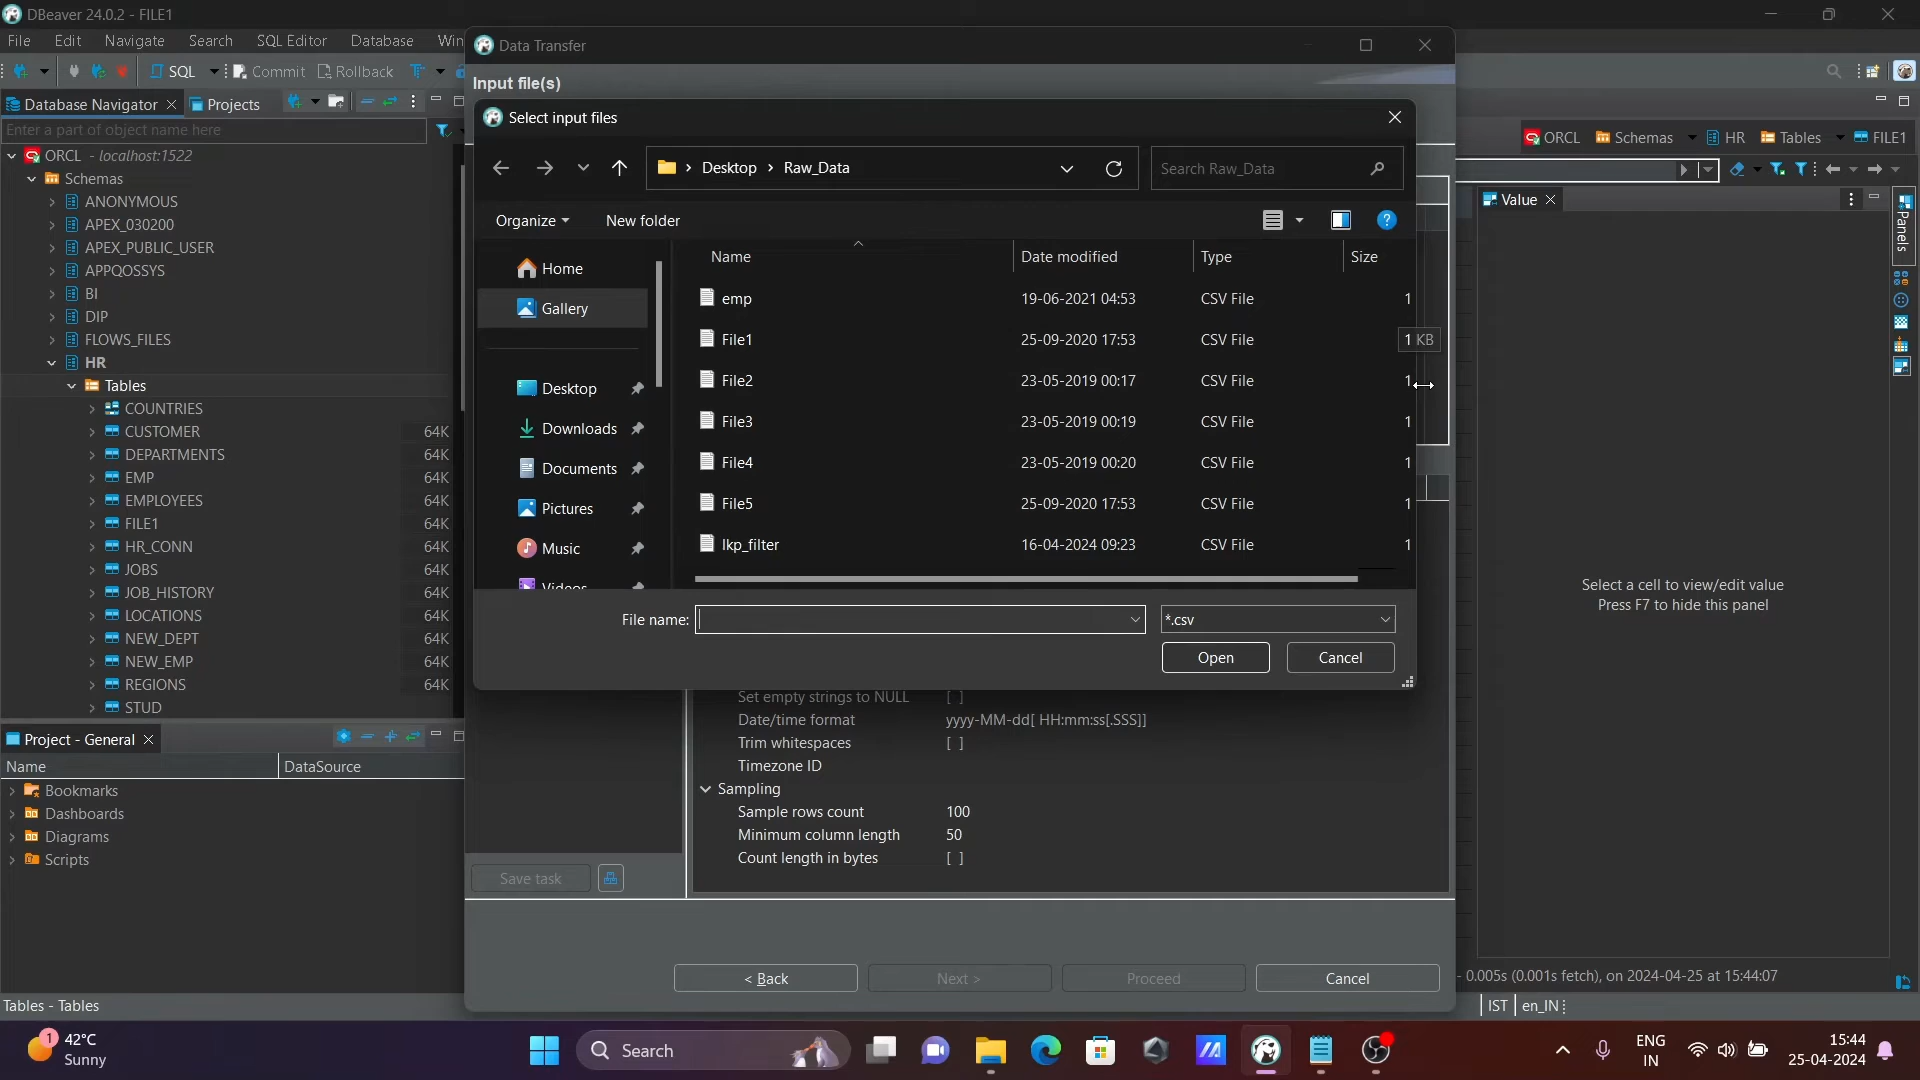 DBeaver 24.0.2 - FILE1
File Edit Navigate Search SQL Editor Database Win
SQL Commit Rollback
Database Navigator Projects
Enter a part of object name here
ORCL - localhost:1522
Schemas
ANONYMOUS
APEX_030200
APEX_PUBLIC_USER
APPQOSSYS
BI
DIP
FLOWS_FILES
HR
Tables
COUNTRIES
CUSTOMER 64K
DEPARTMENTS 64K
EMP 64K
EMPLOYEES 64K
FILE1 64K
HR_CONN 64K
JOBS 64K
JOB_HISTORY 64K
LOCATIONS 64K
NEW_DEPT 64K
NEW_EMP 64K
REGIONS 64K
STUD
Project - General
Name DataSource
Bookmarks
Dashboards
Diagrams
Scripts
Tables - Tables
Data Transfer
Input file(s)
Select input files
Desktop Raw_Data
Search Raw_Data
Organize New folder
Home
Gallery
Desktop
Downloads
Documents
Pictures
Music
Videos
Name Date modified Type Size
emp 19-06-2021 04:53 CSV File 1
File1 25-09-2020 17:53 CSV File 1 KB
File2 23-05-2019 00:17 CSV File 1
File3 23-05-2019 00:19 CSV File 1
File4 23-05-2019 00:20 CSV File 1
File5 25-09-2020 17:53 CSV File 1
lkp_filter 16-04-2024 09:23 CSV File 1
File name: *.csv
Open Cancel
Set empty strings to NULL [ ]
Date/time format yyyy-MM-dd[ HH:mm:ss[.SSS]]
Trim whitespaces [ ]
Timezone ID
Sampling
Sample rows count 100
Minimum column length 50
Count length in bytes [ ]
Save task
< Back Next > Proceed Cancel
ORCL Schemas HR Tables FILE1
Value
Panels
Select a cell to view/edit value
Press F7 to hide this panel
- 0.005s (0.001s fetch), on 2024-04-25 at 15:44:07
IST en_IN
1 42°C
Sunny
Search
ENG
IN
15:44
25-04-2024